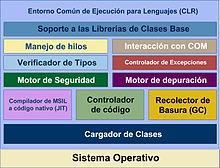 Entorno Común de Ejecución para Lenguajes (CLR)
Soporte a las Librerias de Clases Base
Manejo de hilos
Interacción con COM
Verificador de Tipos
Controlador de Excepciones
Motor de Seguridad
Motor de depuración
Compilador de MSIL
a código nativo (JIT)
Controlador
de código
Recolector de
Basura (GC)
Cargador de Clases
Sistema Operativo